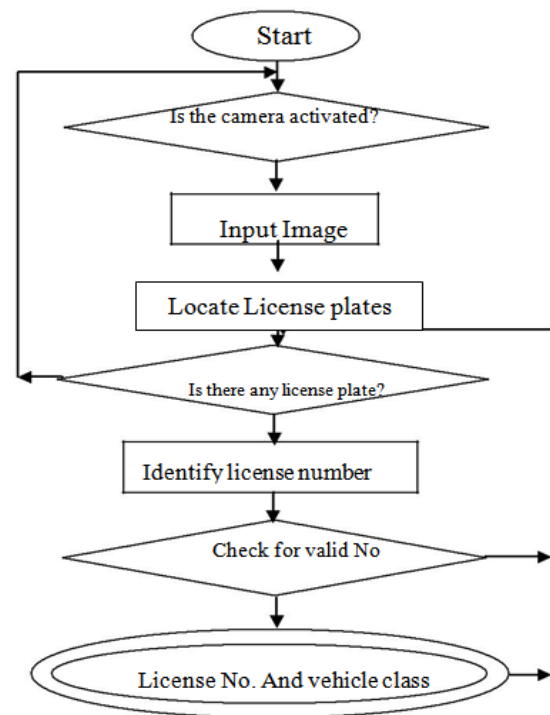 Start
Is the camera activated?
Input Image
Locate License plates
Is there any license plate?
Identify license number
Check for valid No
License No. And vehicle class